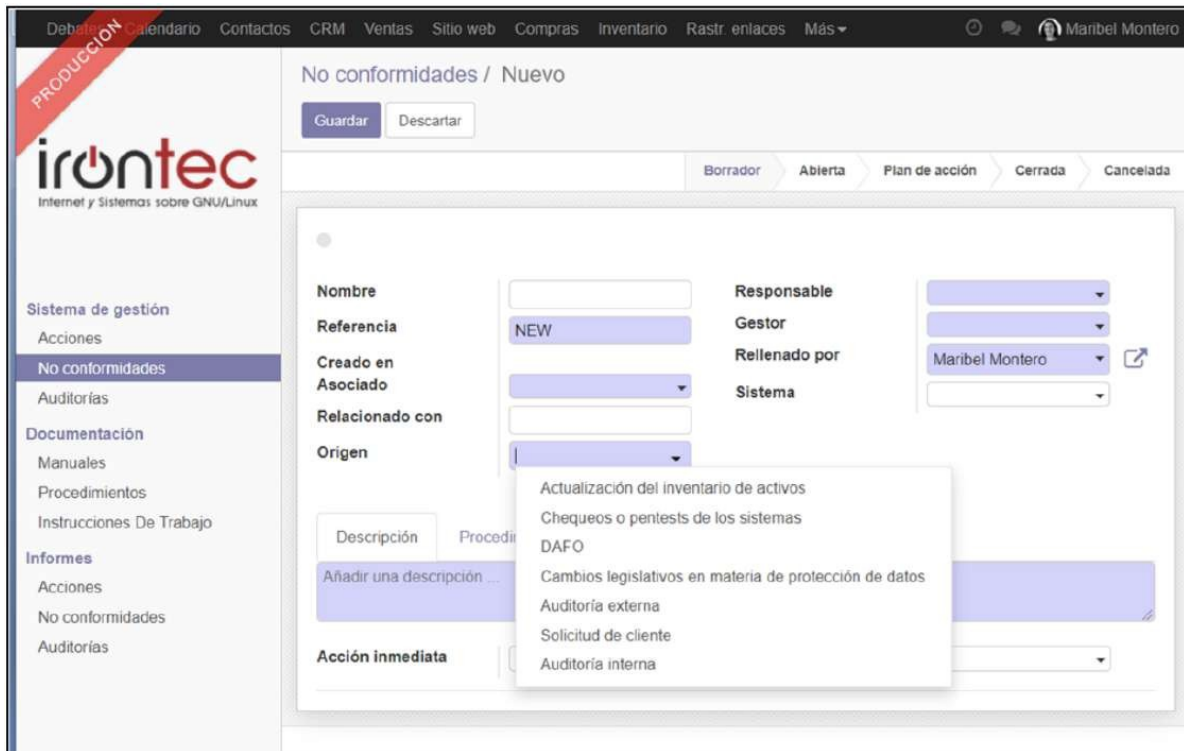 Debates Calendario Contactos CRM Ventas Sitio web Compras Inventario Rastr. enlaces Más Maribel Montero
PRODUCCION
irontec
Internet y Sistemas sobre GNU/Linux
Sistema de gestión
Acciones
No conformidades
Auditorías
Documentación
Manuales
Procedimientos
Instrucciones De Trabajo
Informes
Acciones
No conformidades
Auditorías
No conformidades / Nuevo
Guardar Descartar
Borrador Abierta Plan de acción Cerrada Cancelada
Nombre
Referencia NEW
Creado en
Asociado
Relacionado con
Origen
Responsable
Gestor
Rellenado por Maribel Montero
Sistema
Actualización del inventario de activos
Chequeos o pentests de los sistemas
DAFO
Cambios legislativos en materia de protección de datos
Auditoría externa
Solicitud de cliente
Auditoría interna
Descripción Procedi
Añadir una descripción ...
Acción inmediata